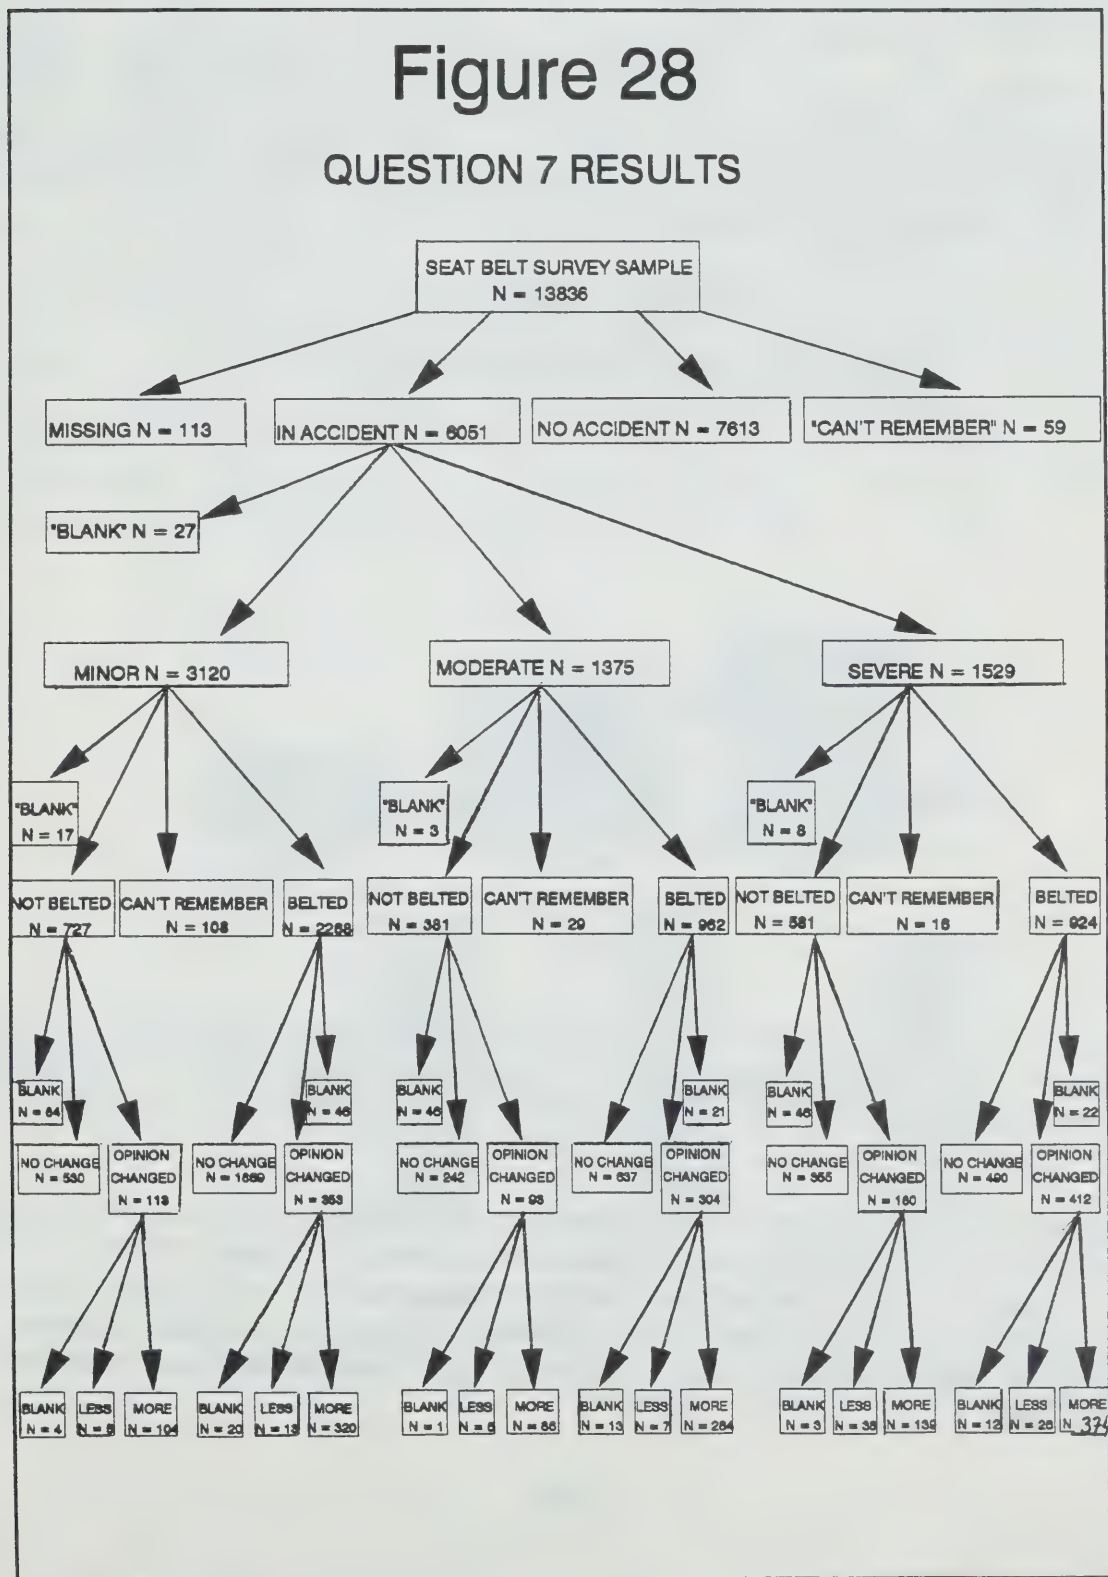 Figure 28
QUESTION 7 RESULTS
SEAT BELT SURVEY SAMPLE
N = 13836
MISSING N = 113
IN ACCIDENT N = 6051
NO ACCIDENT N = 7613
"CAN'T REMEMBER" N = 59
"BLANK" N = 27
MINOR N = 3120
MODERATE N = 1375
SEVERE N = 1529
"BLANK"
N = 17
"BLANK"
N = 3
"BLANK"
N = 8
NOT BELTED
N = 727
CAN'T REMEMBER
N = 108
BELTED
N = 2268
NOT BELTED
N = 381
CAN'T REMEMBER
N = 29
BELTED
N = 962
NOT BELTED
N = 581
CAN'T REMEMBER
N = 16
BELTED
N = 924
BLANK
N = 84
BLANK
N = 46
BLANK
N = 46
BLANK
N = 21
BLANK
N = 46
BLANK
N = 22
NO CHANGE
N = 530
OPINION
CHANGED
N = 113
NO CHANGE
N = 1869
OPINION
CHANGED
N = 353
NO CHANGE
N = 242
OPINION
CHANGED
N = 93
NO CHANGE
N = 637
OPINION
CHANGED
N = 304
NO CHANGE
N = 355
OPINION
CHANGED
N = 180
NO CHANGE
N = 490
OPINION
CHANGED
N = 412
BLANK
N = 4
LESS
N = 5
MORE
N = 104
BLANK
N = 20
LESS
N = 13
MORE
N = 320
BLANK
N = 1
LESS
N = 6
MORE
N = 86
BLANK
N = 13
LESS
N = 7
MORE
N = 284
BLANK
N = 3
LESS
N = 38
MORE
N = 139
BLANK
N = 12
LESS
N = 26
MORE
N 374